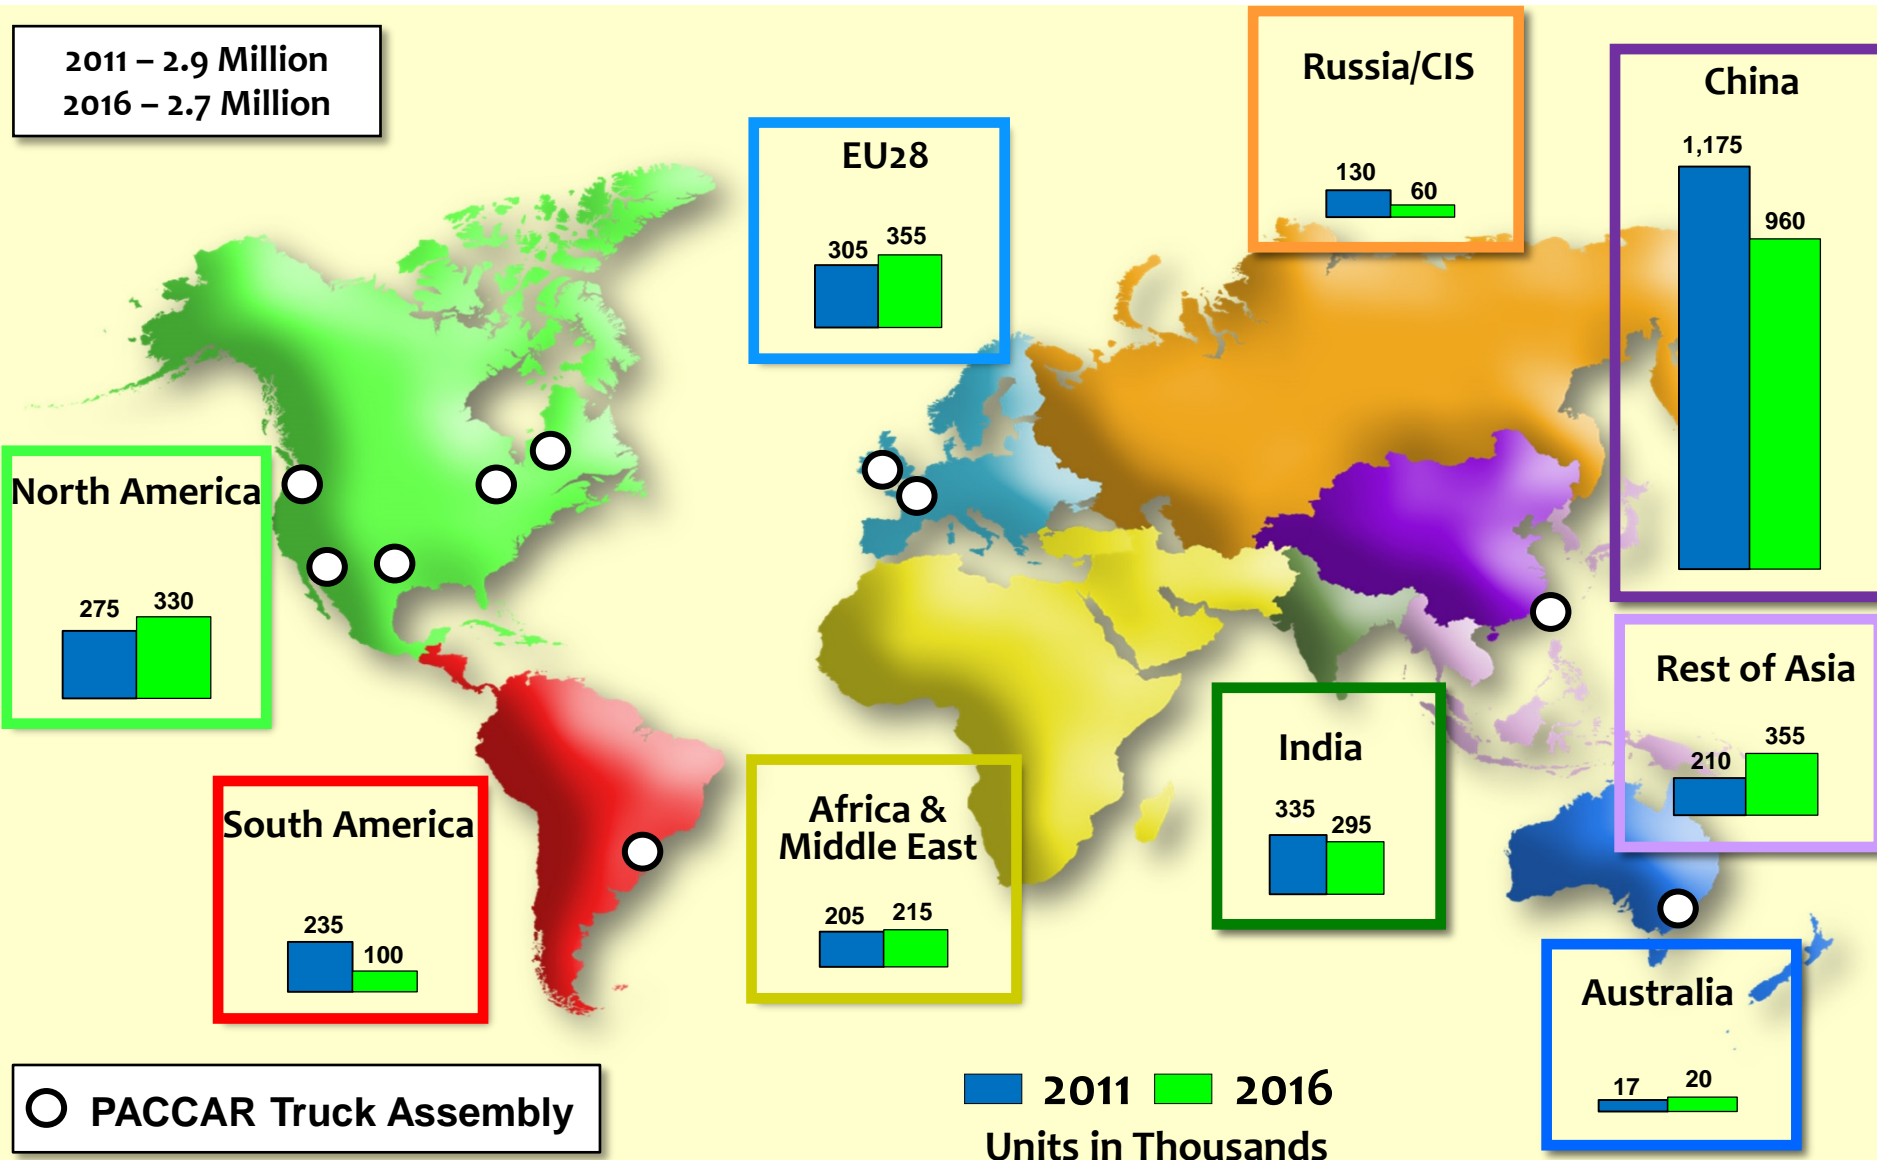 2011 – 2.9 Million
2016 – 2.7 Million
Russia/CIS
130
60
China
1,175
960
EU28
305
355
North America
275
330
Rest of Asia
210
355
India
335
295
South America
235
100
Africa &
Middle East
205
215
Australia
17
20
PACCAR Truck Assembly
2011 2016
Units in Thousands